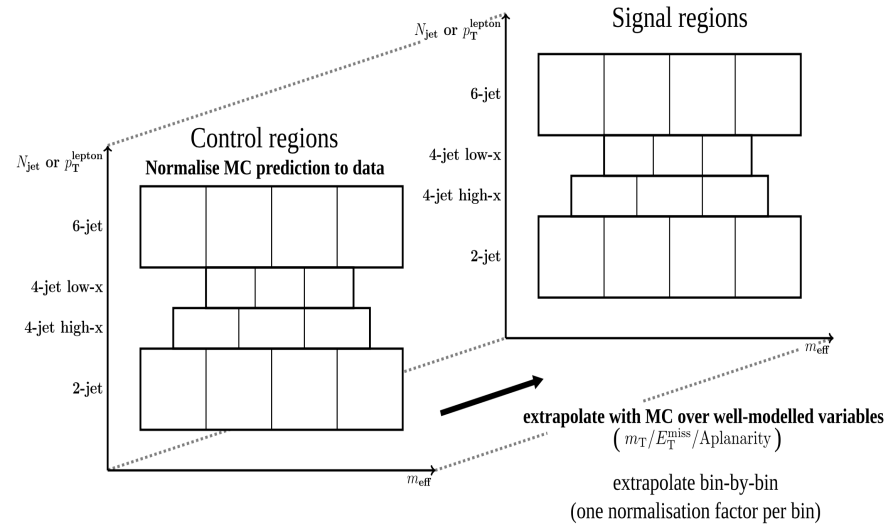 Signal regions
N_jet or p_T^lepton
6-jet
4-jet low-x
4-jet high-x
2-jet
m_eff
Control regions
Normalise MC prediction to data
N_jet or p_T^lepton
6-jet
4-jet low-x
4-jet high-x
2-jet
m_eff
extrapolate with MC over well-modelled variables
( m_T/E_T^miss/Aplanarity )
extrapolate bin-by-bin
(one normalisation factor per bin)